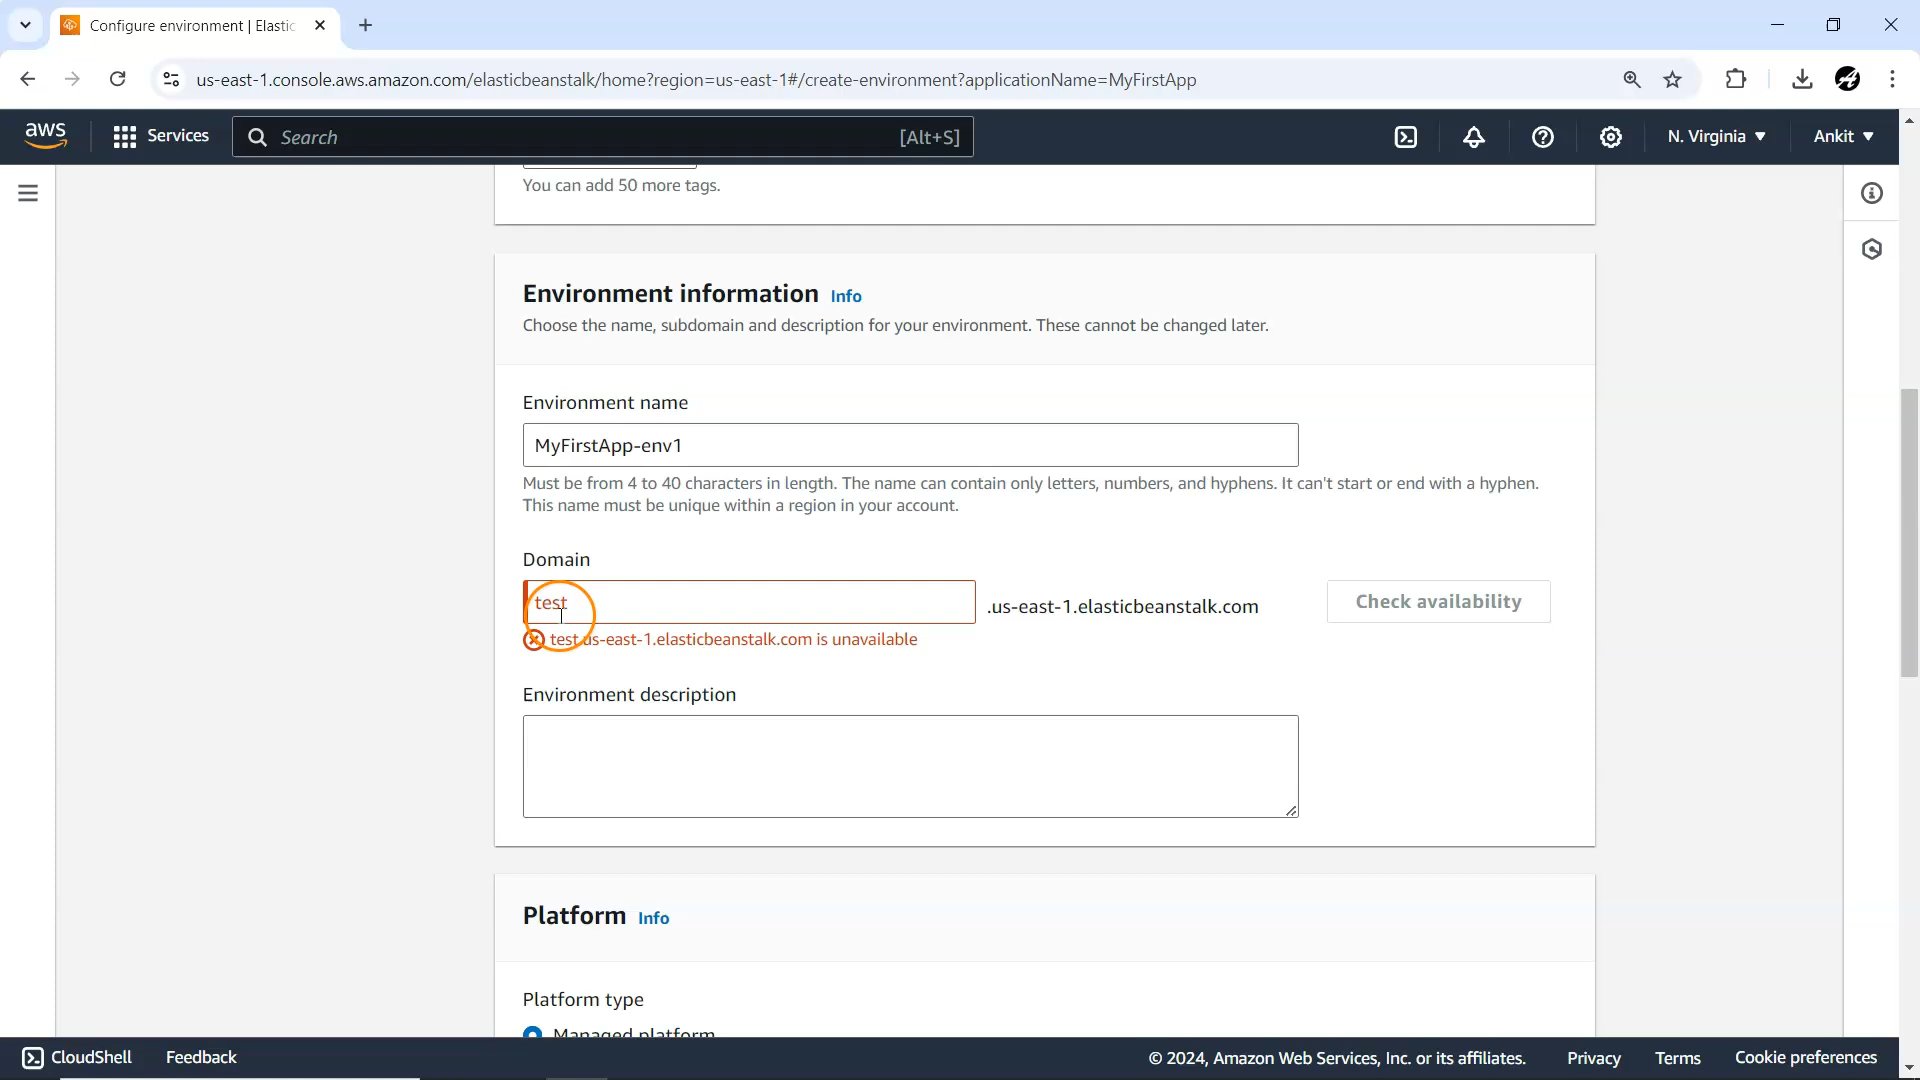 Configure environment | Elastic
us-east-1.console.aws.amazon.com/elasticbeanstalk/home?region=us-east-1#/create-environment?applicationName=MyFirstApp
aws
Services
Search
[Alt+S]
N. Virginia
Ankit
You can add 50 more tags.
Environment information Info
Choose the name, subdomain and description for your environment. These cannot be changed later.
Environment name
MyFirstApp-env1
Must be from 4 to 40 characters in length. The name can contain only letters, numbers, and hyphens. It can't start or end with a hyphen.
This name must be unique within a region in your account.
Domain
test
.us-east-1.elasticbeanstalk.com
Check availability
test.us-east-1.elasticbeanstalk.com is unavailable
Environment description
Platform Info
Platform type
Managed platform
CloudShell
Feedback
© 2024, Amazon Web Services, Inc. or its affiliates.
Privacy
Terms
Cookie preferences